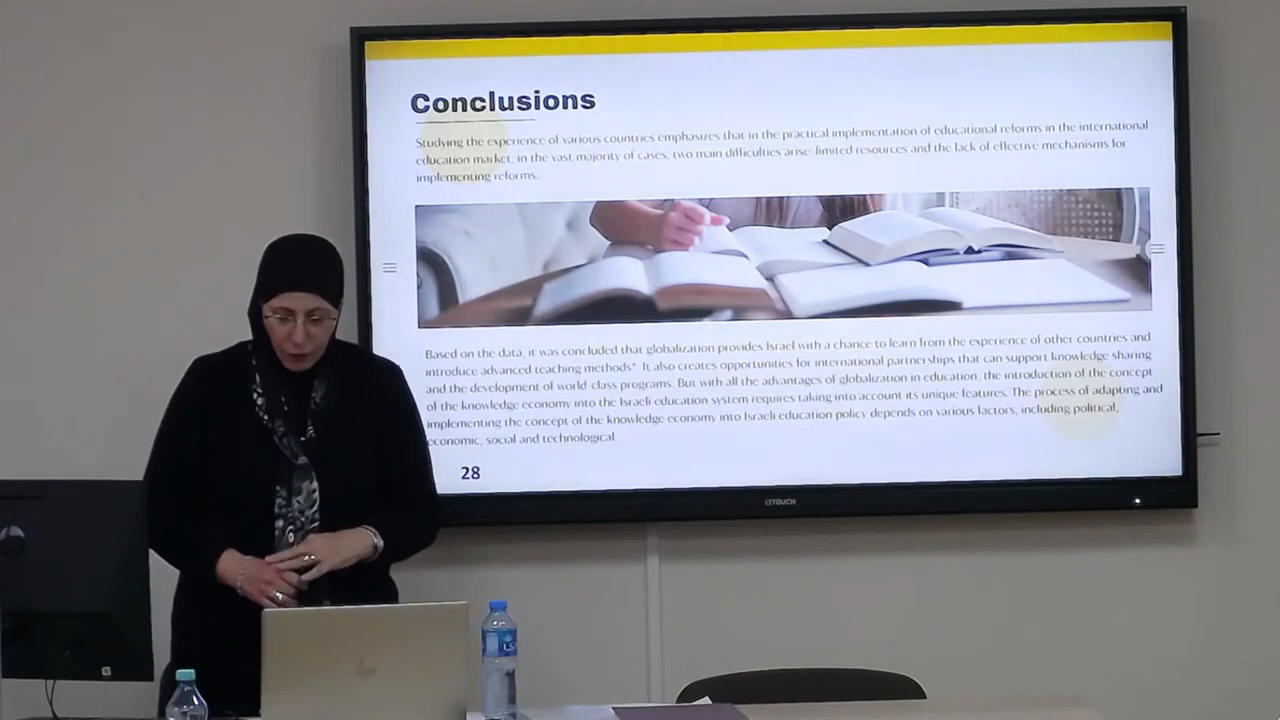 Conclusions
Studying the experience of various countries emphasizes that in the practical implementation of educational reforms in the international
education market, in the vast majority of cases, two main difficulties arise: limited resources and the lack of effective mechanisms for
implementing reforms.
Based on the data, it was concluded that globalization provides Israel with a chance to learn from the experience of other countries and
introduce advanced teaching methods" It also creates opportunities for international partnerships that can support knowledge sharing
and the development of world class programs. But with all the advantages of globalization in education, the introduction of the concept
of the knowledge economy into the Israeli education system requires taking into account its unique features. The process of adapting and
implementing the concept of the knowledge economy into Israeli education policy depends on various factors, including political,
economic, social and technological.
28